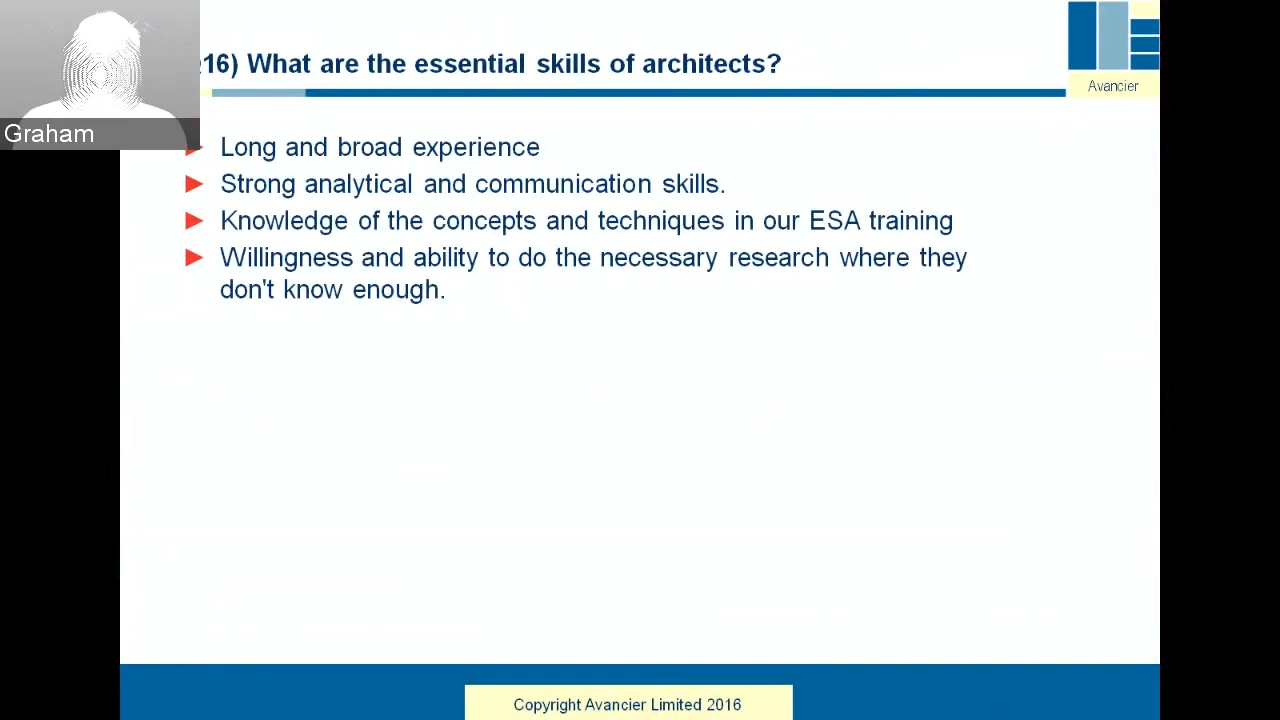 16) What are the essential skills of architects?
Avancier
Graham
Long and broad experience
Strong analytical and communication skills.
Knowledge of the concepts and techniques in our ESA training
Willingness and ability to do the necessary research where they
don't know enough.
Copyright Avancier Limited 2016